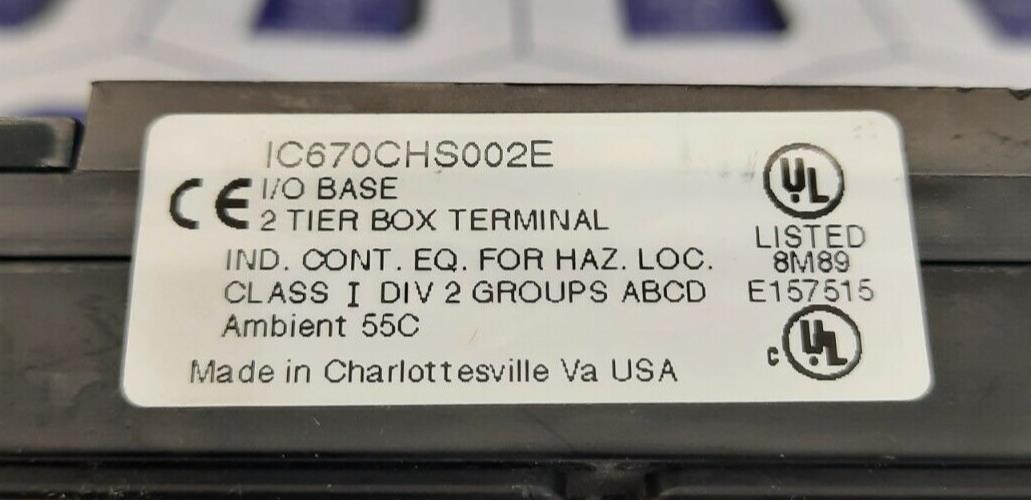 IC670CHS002E
CE I/O BASE
2 TIER BOX TERMINAL
IND. CONT. EQ. FOR HAZ. LOC.
CLASS I DIV 2 GROUPS ABCD
Ambient 55C
Made in Charlottesville Va USA
UL
LISTED
8M89
E157515
c UL